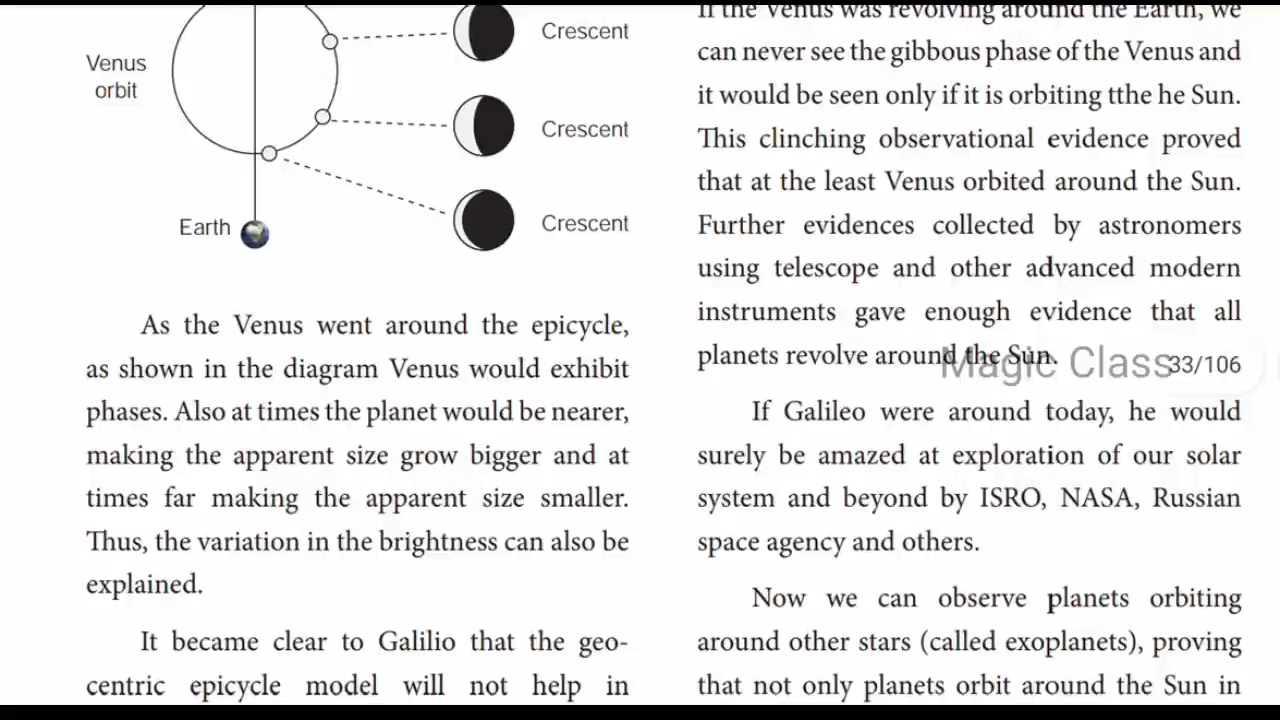 Crescent
Venus
orbit
Crescent
Earth
Crescent
As the Venus went around the epicycle,
as shown in the diagram Venus would exhibit
phases. Also at times the planet would be nearer,
making the apparent size grow bigger and at
times far making the apparent size smaller.
Thus, the variation in the brightness can also be
explained.
It became clear to Galilio that the geo-
centric epicycle model will not help in
If the Venus was revolving around the Earth, we
can never see the gibbous phase of the Venus and
it would be seen only if it is orbiting tthe he Sun.
This clinching observational evidence proved
that at the least Venus orbited around the Sun.
Further evidences collected by astronomers
using telescope and other advanced modern
instruments gave enough evidence that all
planets revolve around the Sun.
Magic Class
33/106
If Galileo were around today, he would
surely be amazed at exploration of our solar
system and beyond by ISRO, NASA, Russian
space agency and others.
Now we can observe planets orbiting
around other stars (called exoplanets), proving
that not only planets orbit around the Sun in